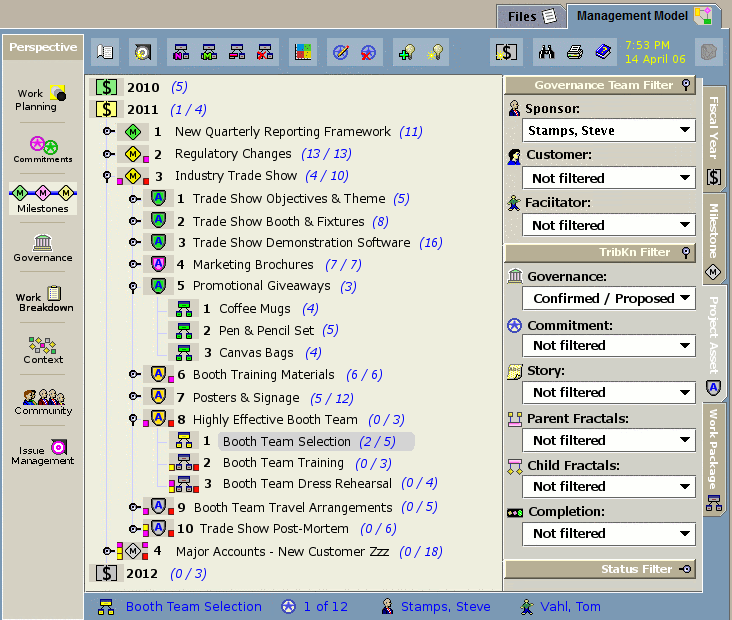 Files
Management Model
Perspective
7:53 PM
14 April 06
Work
Planning
Commitments
Milestones
Governance
Work
Breakdown
Context
Community
Issue
Management
$ 2010 (5)
$ 2011 (1 / 4)
M 1 New Quarterly Reporting Framework (11)
M 2 Regulatory Changes (13 / 13)
M 3 Industry Trade Show (4 / 10)
A 1 Trade Show Objectives & Theme (5)
A 2 Trade Show Booth & Fixtures (8)
A 3 Trade Show Demonstration Software (16)
A 4 Marketing Brochures (7 / 7)
A 5 Promotional Giveaways (3)
1 Coffee Mugs (4)
2 Pen & Pencil Set (5)
3 Canvas Bags (4)
A 6 Booth Training Materials (6 / 6)
A 7 Posters & Signage (5 / 12)
A 8 Highly Effective Booth Team (0 / 3)
1 Booth Team Selection (2 / 5)
2 Booth Team Training (0 / 3)
3 Booth Team Dress Rehearsal (0 / 4)
A 9 Booth Team Travel Arrangements (0 / 5)
A 10 Trade Show Post-Mortem (0 / 6)
M 4 Major Accounts - New Customer Zzz (0 / 18)
$ 2012 (0 / 3)
Governance Team Filter
Sponsor:
Stamps, Steve
Customer:
Not filtered
Faciitator:
Not filtered
TribKn Filter
Governance:
Confirmed / Proposed
Commitment:
Not filtered
Story:
Not filtered
Parent Fractals:
Not filtered
Child Fractals:
Not filtered
Completion:
Not filtered
Status Filter
Fiscal Year
$
Milestone
M
Project Asset
A
Work Package
Booth Team Selection
1 of 12
Stamps, Steve
Vahl, Tom